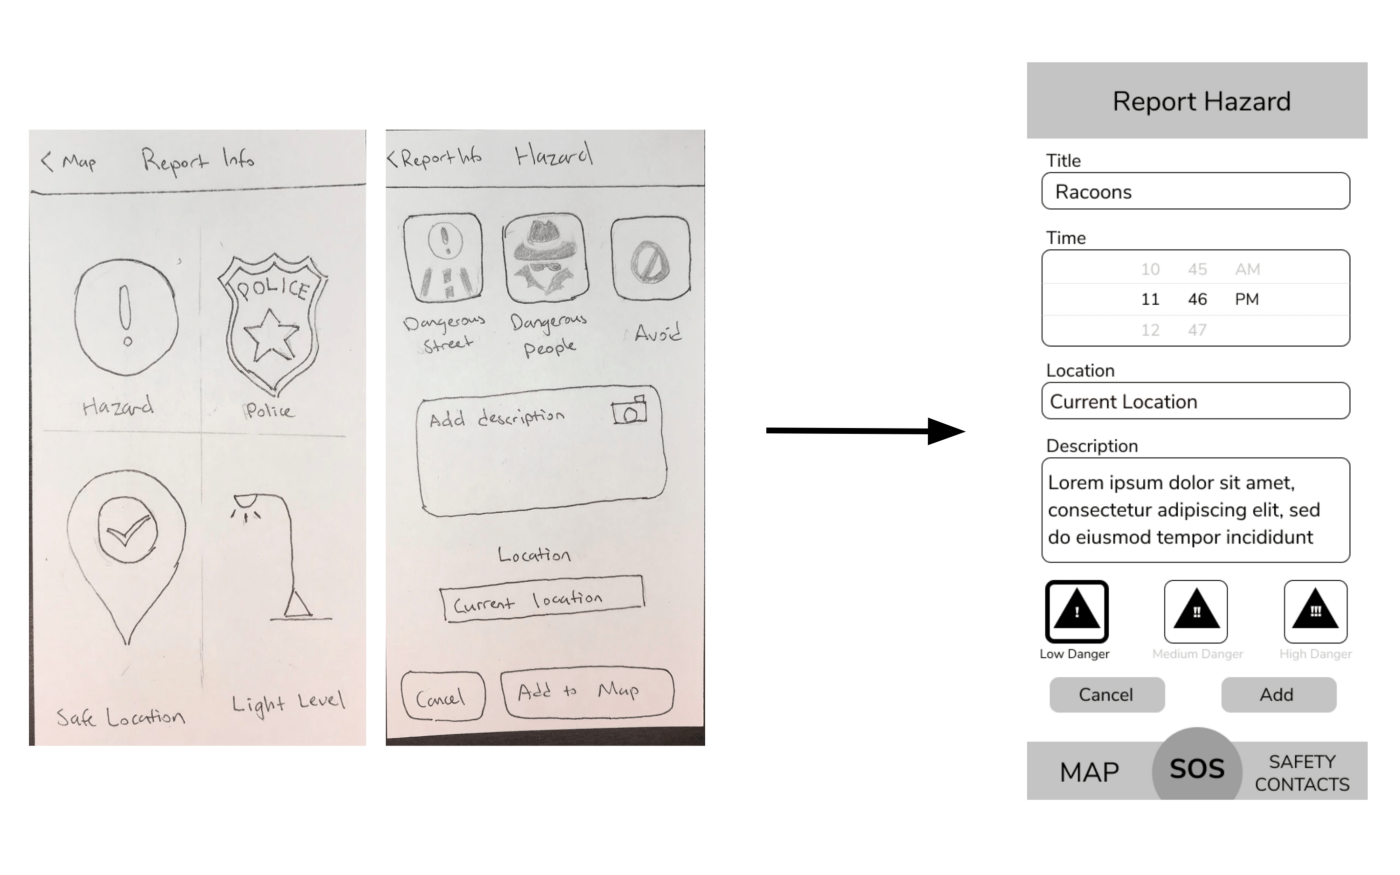 < Map Report Info
POLICE
Hazard
Police
Safe Location
Light Level
< Report Info Hazard
Dangerous
Street
Dangerous
People
Avoid
Add description
Location
Current location
Cancel
Add to Map
Report Hazard
Title
Racoons
Time
10 45 AM
11 46 PM
12 47
Location
Current Location
Description
Lorem ipsum dolor sit amet,
consectetur adipiscing elit, sed
do eiusmod tempor incididunt
!
!!
!!!
Low Danger
Medium Danger
High Danger
Cancel
Add
MAP
SOS
SAFETY
CONTACTS